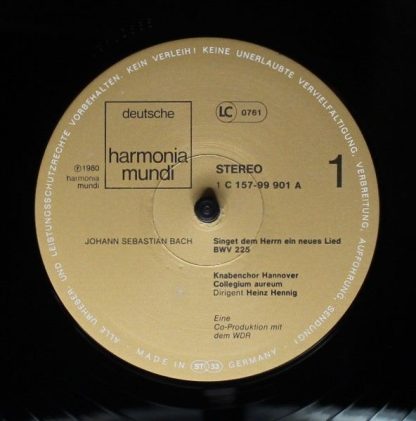 ALLE URHEBER- UND LEISTUNGSSCHUTZRECHTE VORBEHALTEN. KEIN VERLEIH! KEINE UNERLAUBTE VERVIELFÄLTIGUNG, VERBREITUNG, AUFFÜHRUNG, SENDUNG!
deutsche
harmonia
mundi
LC 0761
℗1980
harmonia
mundi
STEREO
1 C 157-99 901 A
1
JOHANN SEBASTIAN BACH
Singet dem Herrn ein neues Lied
BWV 225
Knabenchor Hannover
Collegium aureum
Dirigent Heinz Hennig
Eine
Co-Produktion mit
dem WDR
- MADE IN ST 33 GERMANY -